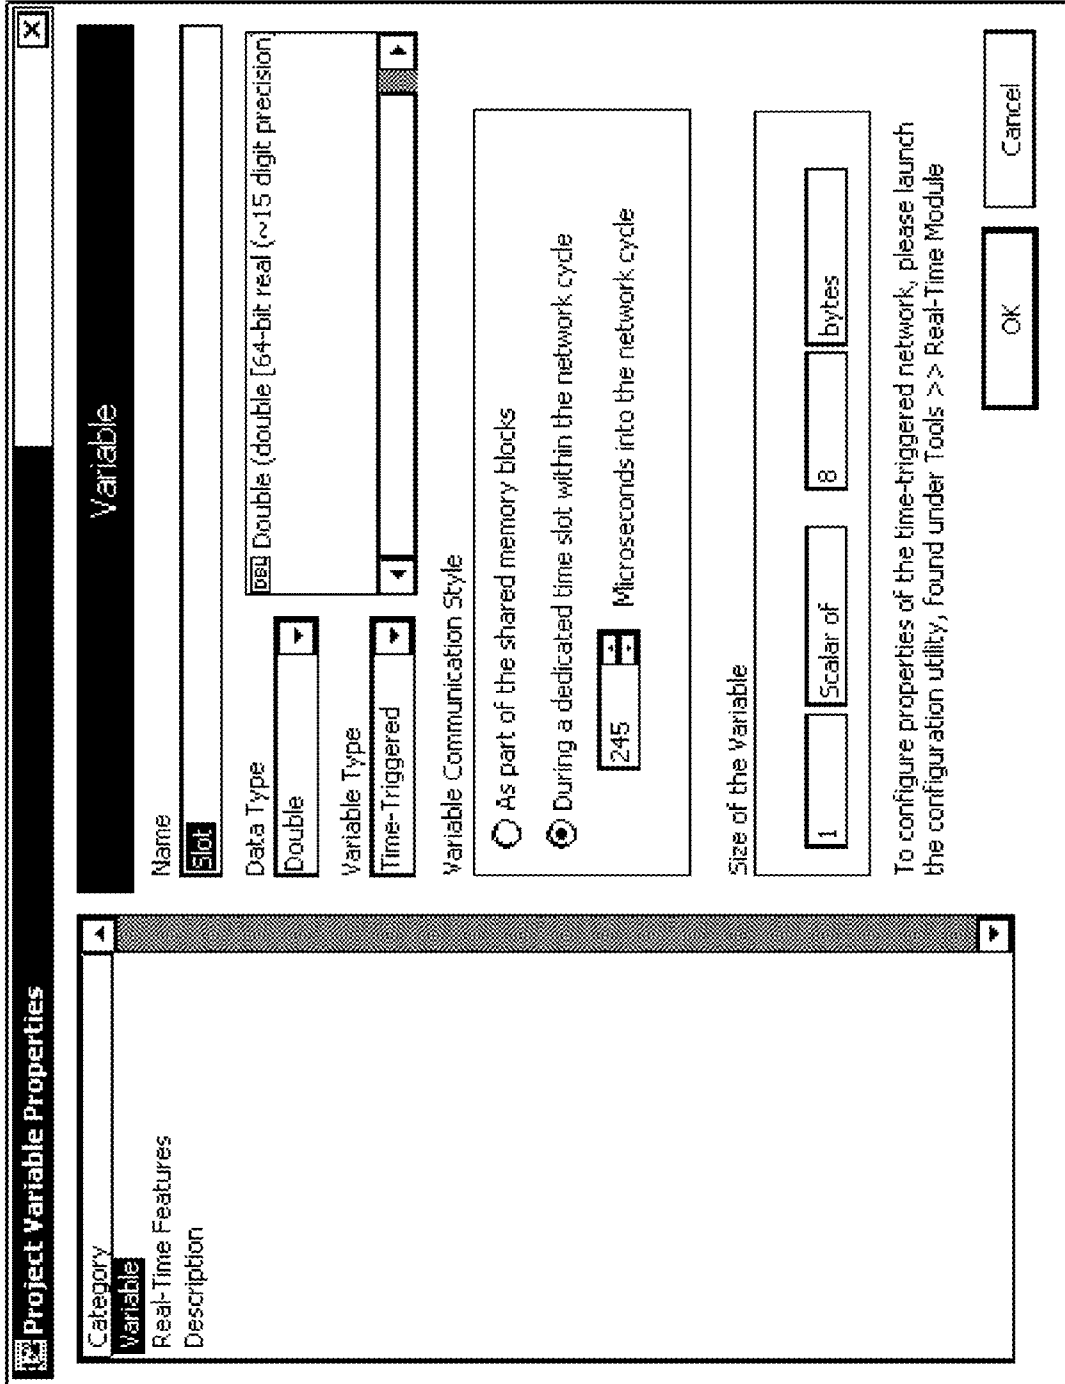 Project Variable Properties
Category
Variable
Real-Time Features
Description
Variable
Name
Slot
Data Type
Double
DBL Double (double [64-bit real (~15 digit precision)
Variable Type
Time-Triggered
Variable Communication Style
As part of the shared memory blocks
During a dedicated time slot within the network cycle
245 Microseconds into the network cycle
Size of the Variable
1 Scalar of 8 bytes
To configure properties of the time-triggered network, please launch
the configuration utility, found under Tools >> Real-Time Module
OK Cancel